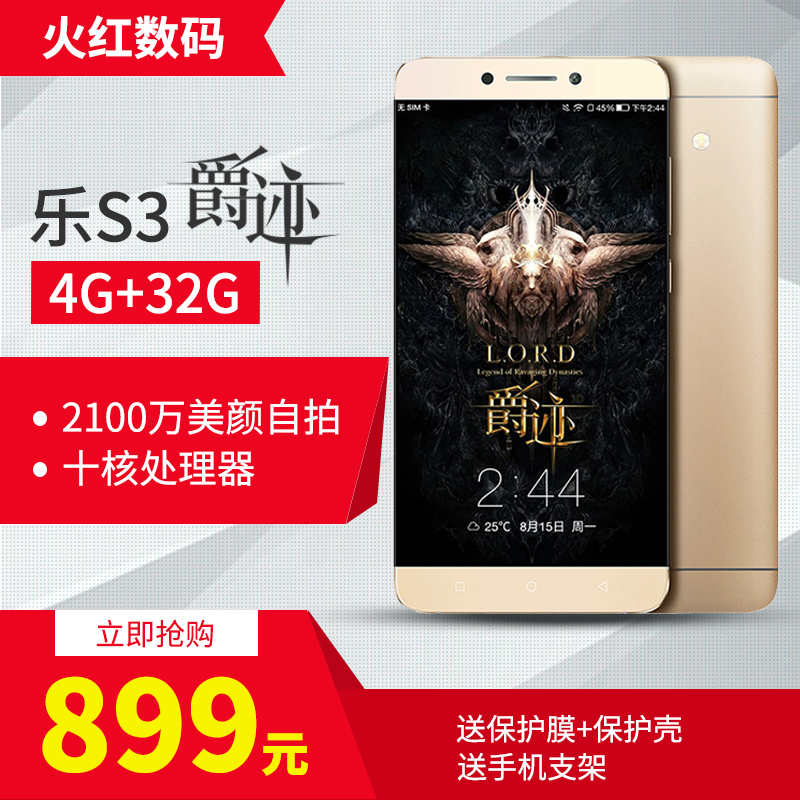 火红数码
乐S3
爵迹
4G+32G
2100万美颜自拍
十核处理器
无 SIM 卡
45%
下午2:44
L.O.R.D
Legend of Ravaging Dynasties
爵迹
2:44
25℃ 8月15日 周一
立即抢购
899元
送保护膜+保护壳
送手机支架